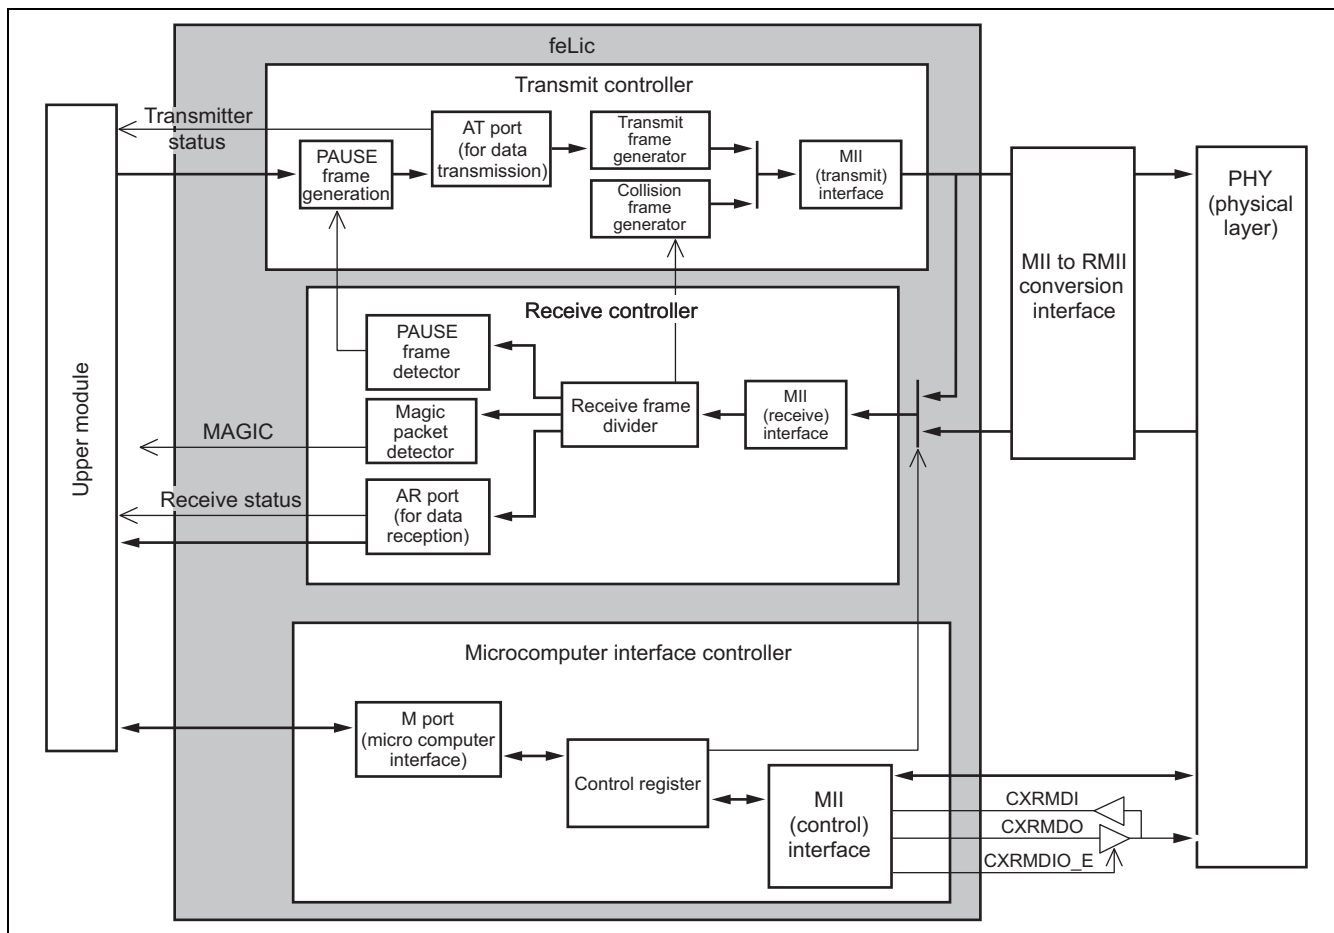 feLic
Transmit controller
Transmitter
status
PAUSE
frame
generation
AT port
(for data
transmission)
Transmit
frame
generator
Collision
frame
generator
MII
(transmit)
interface
MII to RMII
conversion
interface
PHY
(physical
layer)
Upper module
Receive controller
PAUSE
frame
detector
Magic
packet
detector
MAGIC
Receive frame
divider
MII
(receive)
interface
Receive status
AR port
(for data
reception)
Microcomputer interface controller
M port
(micro computer
interface)
Control register
MII
(control)
interface
CXRMDI
CXRMDO
CXRMDIO_E